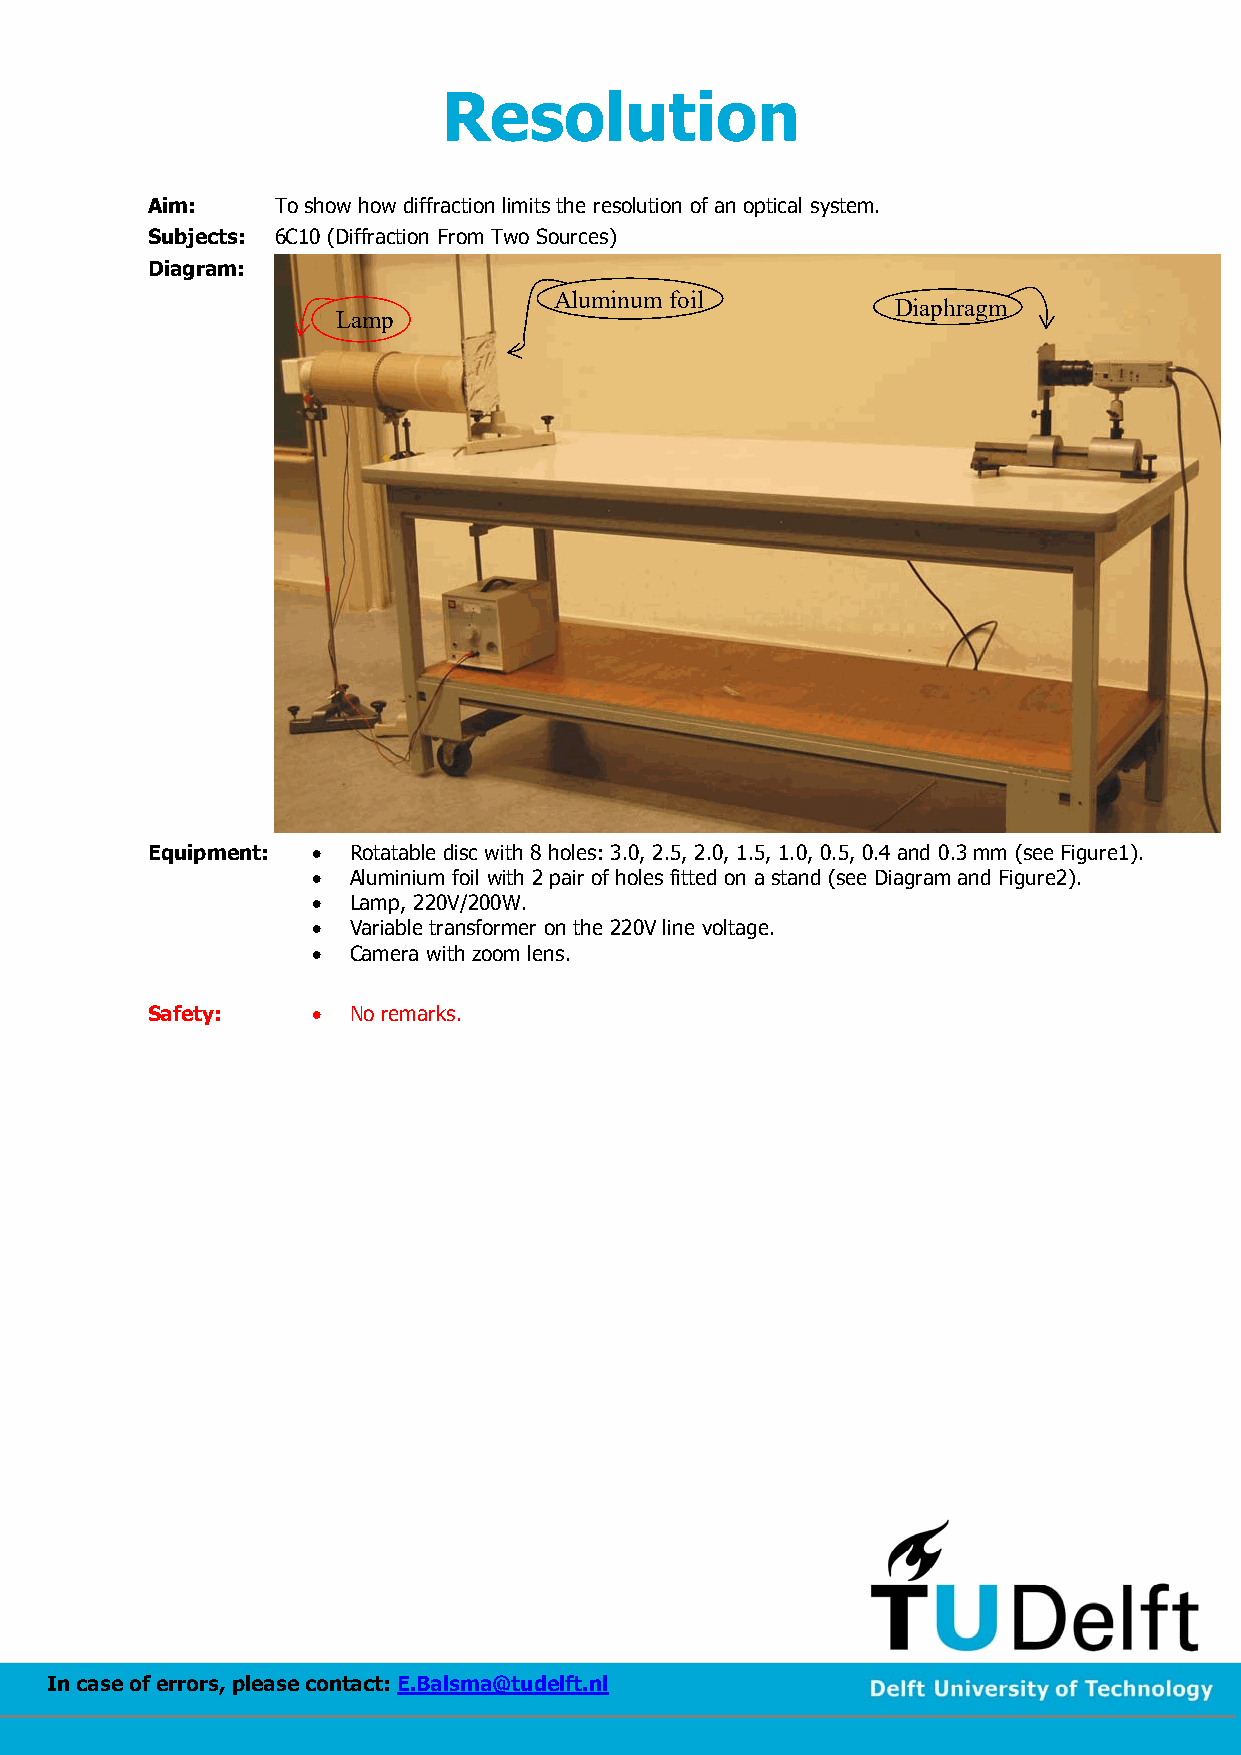 Resolution
Aim: To show how diffraction limits the resolution of an optical system.
Subjects: 6C10 (Diffraction From Two Sources)
Diagram:
Aluminum foil
Diaphragm
Lamp
Equipment: • Rotatable disc with 8 holes: 3.0, 2.5, 2.0, 1.5, 1.0, 0.5, 0.4 and 0.3 mm (see Figure1).
• Aluminium foil with 2 pair of holes fitted on a stand (see Diagram and Figure2).
• Lamp, 220V/200W.
• Variable transformer on the 220V line voltage.
• Camera with zoom lens.
Safety: • No remarks.
TUDelft
In case of errors, please contact: E.Balsma@tudelft.nl
Delft University of Technology